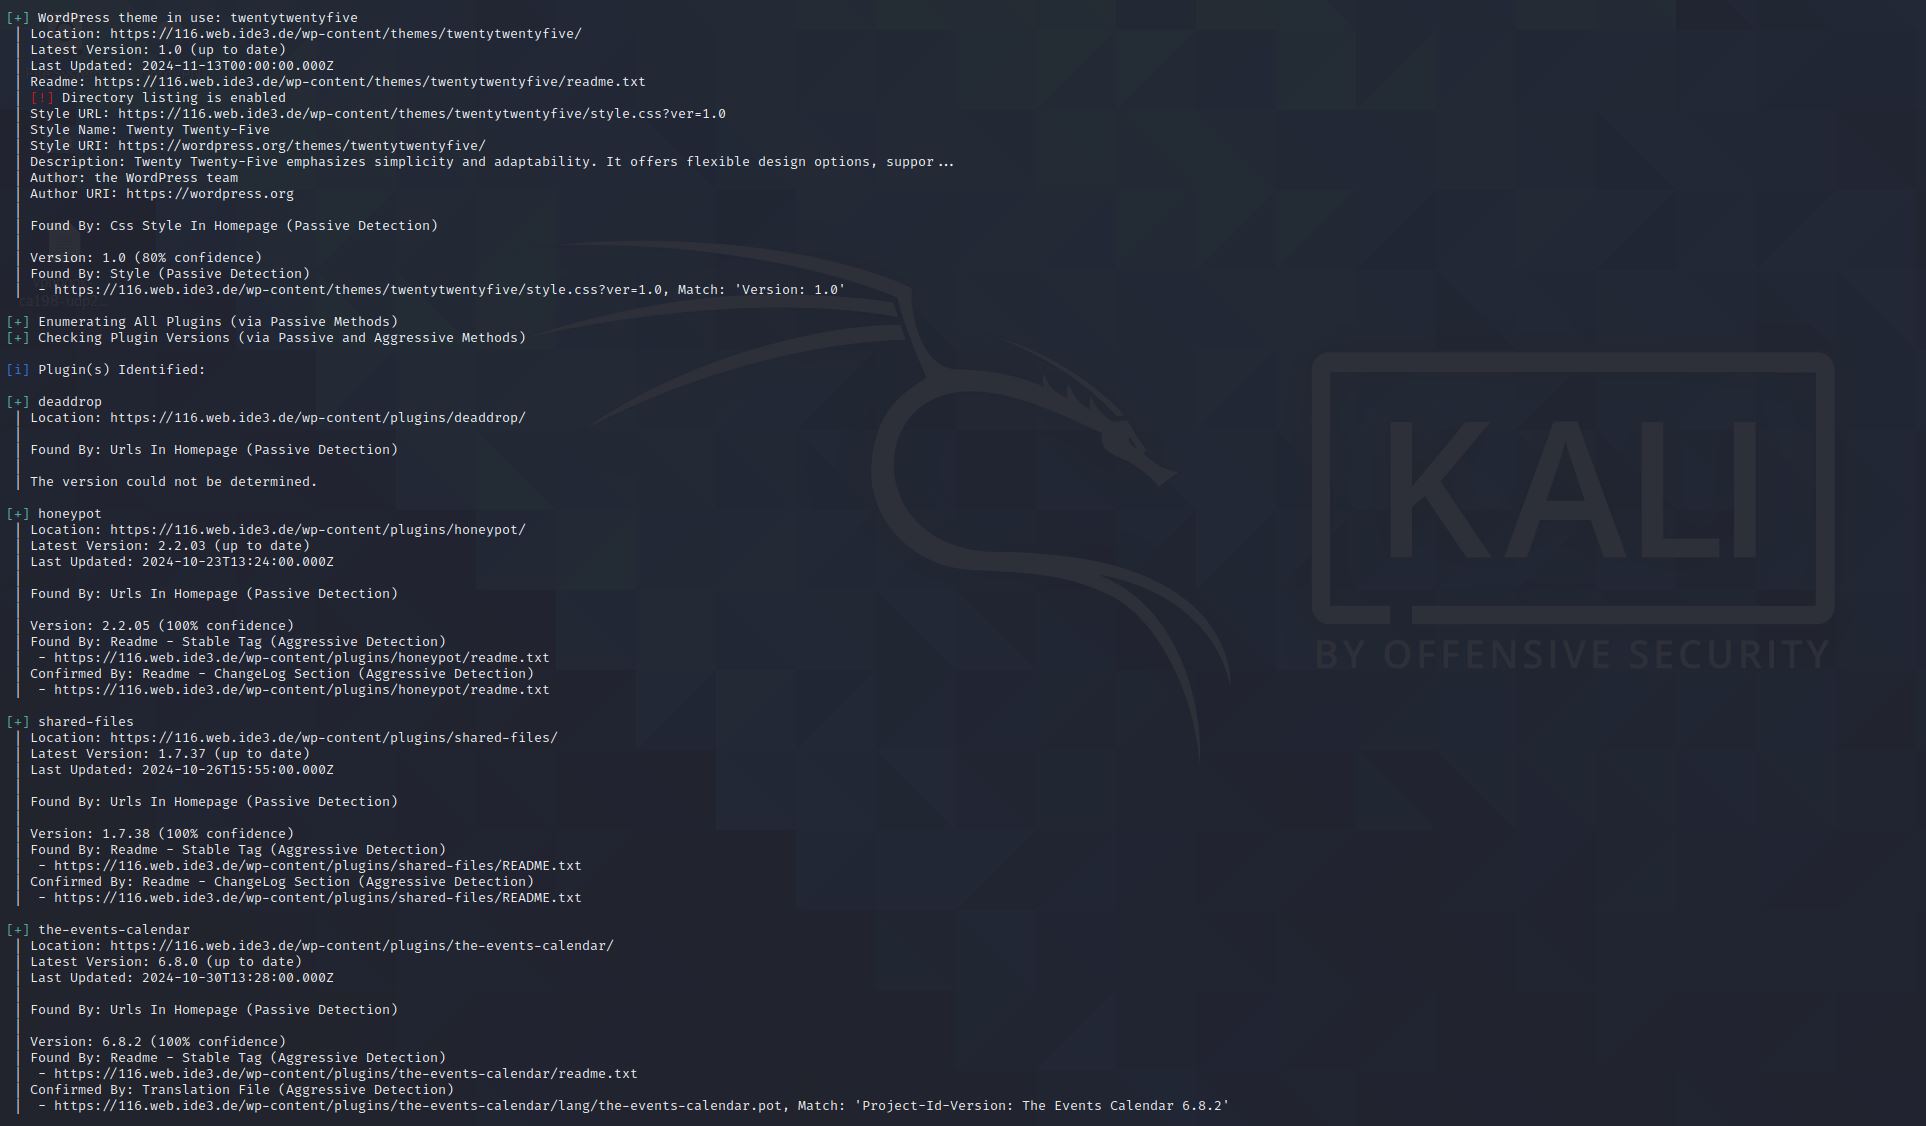 [+] WordPress theme in use: twentytwentyfive
| Location: https://116.web.ide3.de/wp-content/themes/twentytwentyfive/
| Latest Version: 1.0 (up to date)
| Last Updated: 2024-11-13T00:00:00.000Z
| Readme: https://116.web.ide3.de/wp-content/themes/twentytwentyfive/readme.txt
| [!] Directory listing is enabled
| Style URL: https://116.web.ide3.de/wp-content/themes/twentytwentyfive/style.css?ver=1.0
| Style Name: Twenty Twenty-Five
| Style URI: https://wordpress.org/themes/twentytwentyfive/
| Description: Twenty Twenty-Five emphasizes simplicity and adaptability. It offers flexible design options, suppor...
| Author: the WordPress team
| Author URI: https://wordpress.org
|
| Found By: Css Style In Homepage (Passive Detection)
|
| Version: 1.0 (80% confidence)
| Found By: Style (Passive Detection)
|  - https://116.web.ide3.de/wp-content/themes/twentytwentyfive/style.css?ver=1.0, Match: 'Version: 1.0'
[+] Enumerating All Plugins (via Passive Methods)
[+] Checking Plugin Versions (via Passive and Aggressive Methods)
[i] Plugin(s) Identified:
[+] deaddrop
| Location: https://116.web.ide3.de/wp-content/plugins/deaddrop/
|
| Found By: Urls In Homepage (Passive Detection)
|
| The version could not be determined.
[+] honeypot
| Location: https://116.web.ide3.de/wp-content/plugins/honeypot/
| Latest Version: 2.2.03 (up to date)
| Last Updated: 2024-10-23T13:24:00.000Z
|
| Found By: Urls In Homepage (Passive Detection)
|
| Version: 2.2.05 (100% confidence)
| Found By: Readme - Stable Tag (Aggressive Detection)
|  - https://116.web.ide3.de/wp-content/plugins/honeypot/readme.txt
| Confirmed By: Readme - ChangeLog Section (Aggressive Detection)
|  - https://116.web.ide3.de/wp-content/plugins/honeypot/readme.txt
[+] shared-files
| Location: https://116.web.ide3.de/wp-content/plugins/shared-files/
| Latest Version: 1.7.37 (up to date)
| Last Updated: 2024-10-26T15:55:00.000Z
|
| Found By: Urls In Homepage (Passive Detection)
|
| Version: 1.7.38 (100% confidence)
| Found By: Readme - Stable Tag (Aggressive Detection)
|  - https://116.web.ide3.de/wp-content/plugins/shared-files/README.txt
| Confirmed By: Readme - ChangeLog Section (Aggressive Detection)
|  - https://116.web.ide3.de/wp-content/plugins/shared-files/README.txt
[+] the-events-calendar
| Location: https://116.web.ide3.de/wp-content/plugins/the-events-calendar/
| Latest Version: 6.8.0 (up to date)
| Last Updated: 2024-10-30T13:28:00.000Z
|
| Found By: Urls In Homepage (Passive Detection)
|
| Version: 6.8.2 (100% confidence)
| Found By: Readme - Stable Tag (Aggressive Detection)
|  - https://116.web.ide3.de/wp-content/plugins/the-events-calendar/readme.txt
| Confirmed By: Translation File (Aggressive Detection)
|  - https://116.web.ide3.de/wp-content/plugins/the-events-calendar/lang/the-events-calendar.pot, Match: 'Project-Id-Version: The Events Calendar 6.8.2'
KALI
BY OFFENSIVE SECURITY